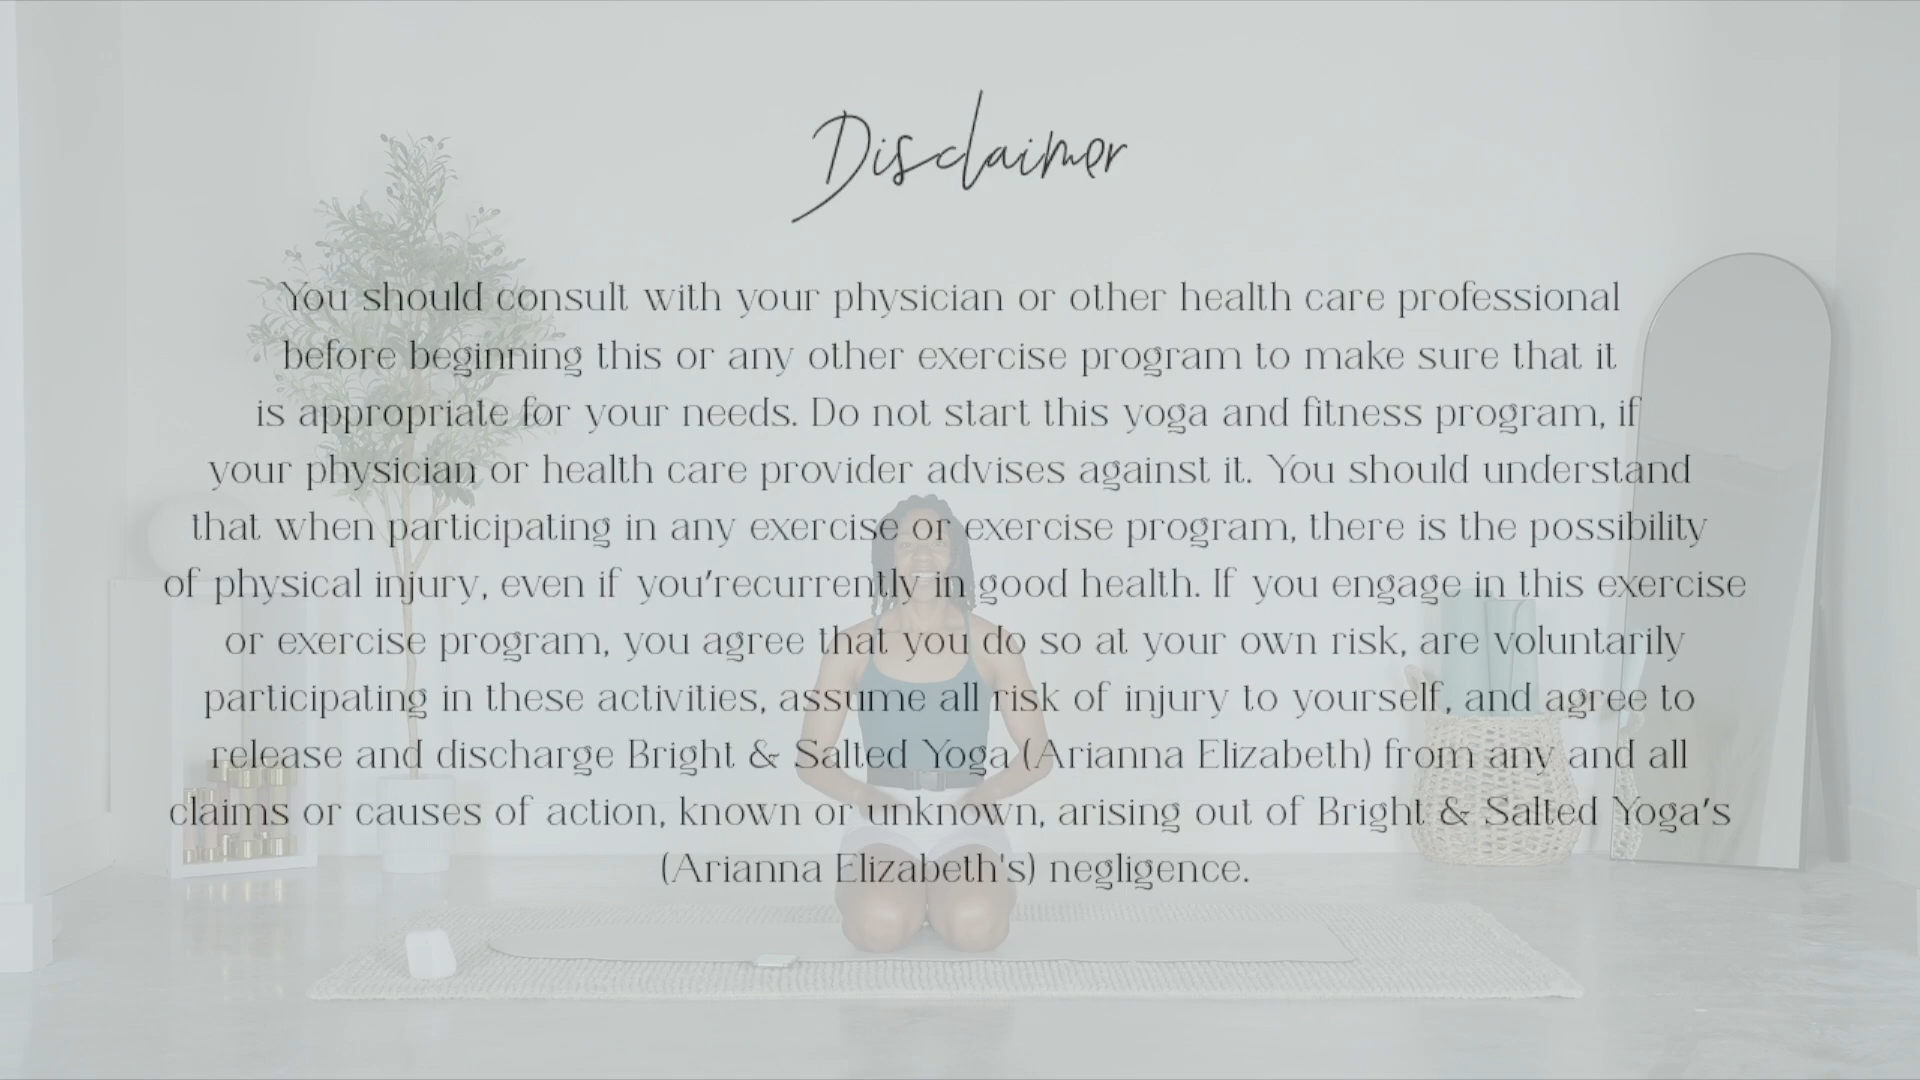 Disclaimer
You should consult with your physician or other health care professional
before beginning this or any other exercise program to make sure that it
is appropriate for your needs. Do not start this yoga and fitness program, if
your physician or health care provider advises against it. You should understand
that when participating in any exercise or exercise program, there is the possibility
of physical injury, even if you'recurrently in good health. If you engage in this exercise
or exercise program, you agree that you do so at your own risk, are voluntarily
participating in these activities, assume all risk of injury to yourself, and agree to
release and discharge Bright & Salted Yoga (Arianna Elizabeth) from any and all
claims or causes of action, known or unknown, arising out of Bright & Salted Yoga's
(Arianna Elizabeth's) negligence.